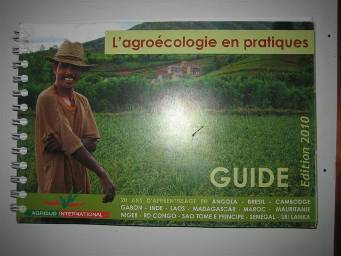 L'agroécologie en pratiques
GUIDE
Edition 2010
20 ANS D'APPRENTISSAGE EN ANGOLA - BRESIL - CAMBODGE
GABON - INDE - LAOS - MADAGASCAR - MAROC - MAURITANIE
NIGER - RD CONGO - SAO TOME E PRINCIPE - SENEGAL - SRI LANKA
AGRISUD INTERNATIONAL